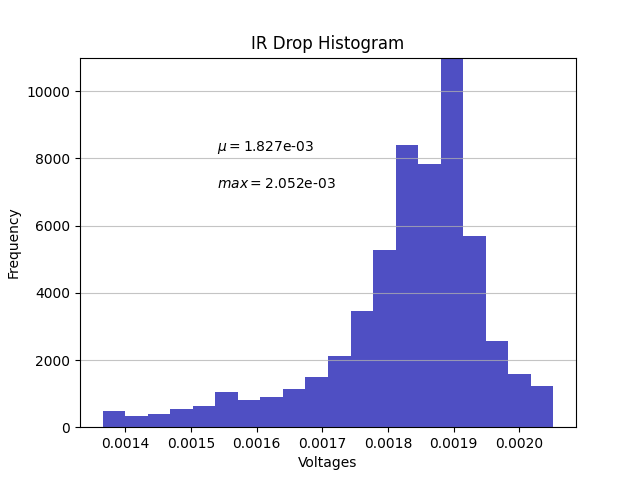 IR Drop Histogram
10000
8000
6000
4000
2000
0
Frequency
μ = 1.827e-03
max = 2.052e-03
0.0014 0.0015 0.0016 0.0017 0.0018 0.0019 0.0020
Voltages